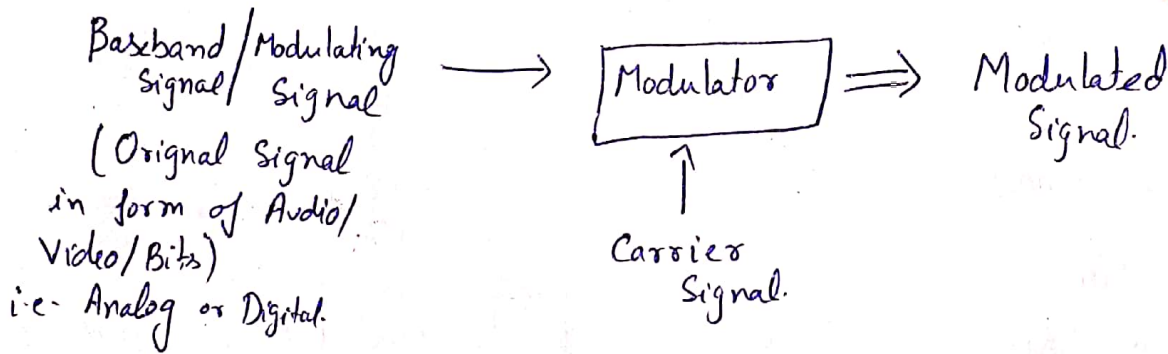 Baseband / Modulating
Signal / Signal
(Orignal Signal
in form of Audio/
Video/Bits)
i.e- Analog or Digital.
Modulator
Carrier
Signal.
Modulated
Signal.